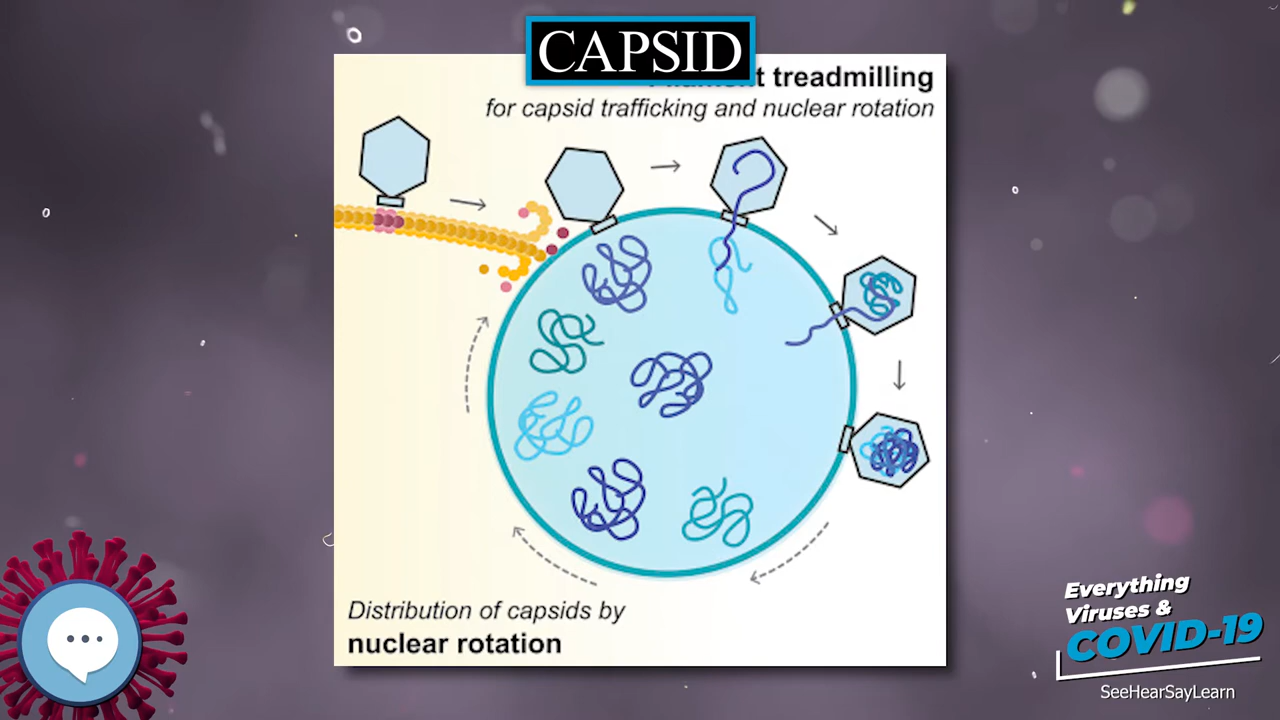 CAPSID
treadmilling
for capsid trafficking and nuclear rotation
Distribution of capsids by
nuclear rotation
Everything
Viruses &
COVID-19
SeeHearSayLearn